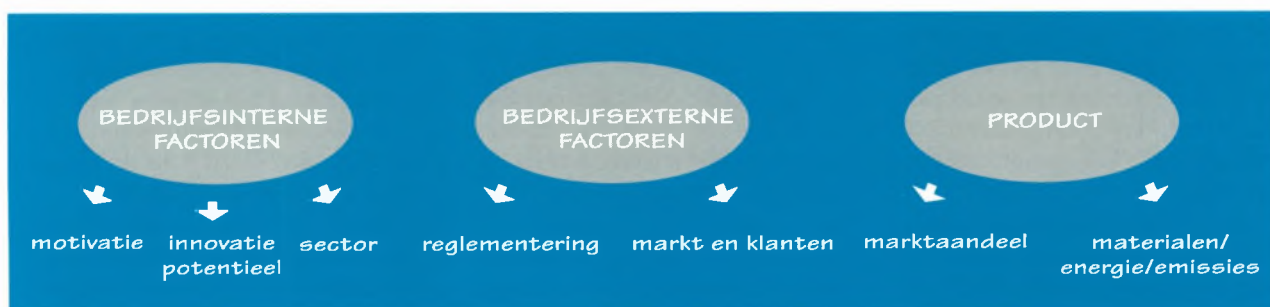 BEDRIJFSINTERNE
FACTOREN
BEDRIJFSEXTERNE
FACTOREN
PRODUCT
motivatie
innovatie
potentieel
sector
reglementering
markt en klanten
marktaandeel
materialen/
energie/emissies